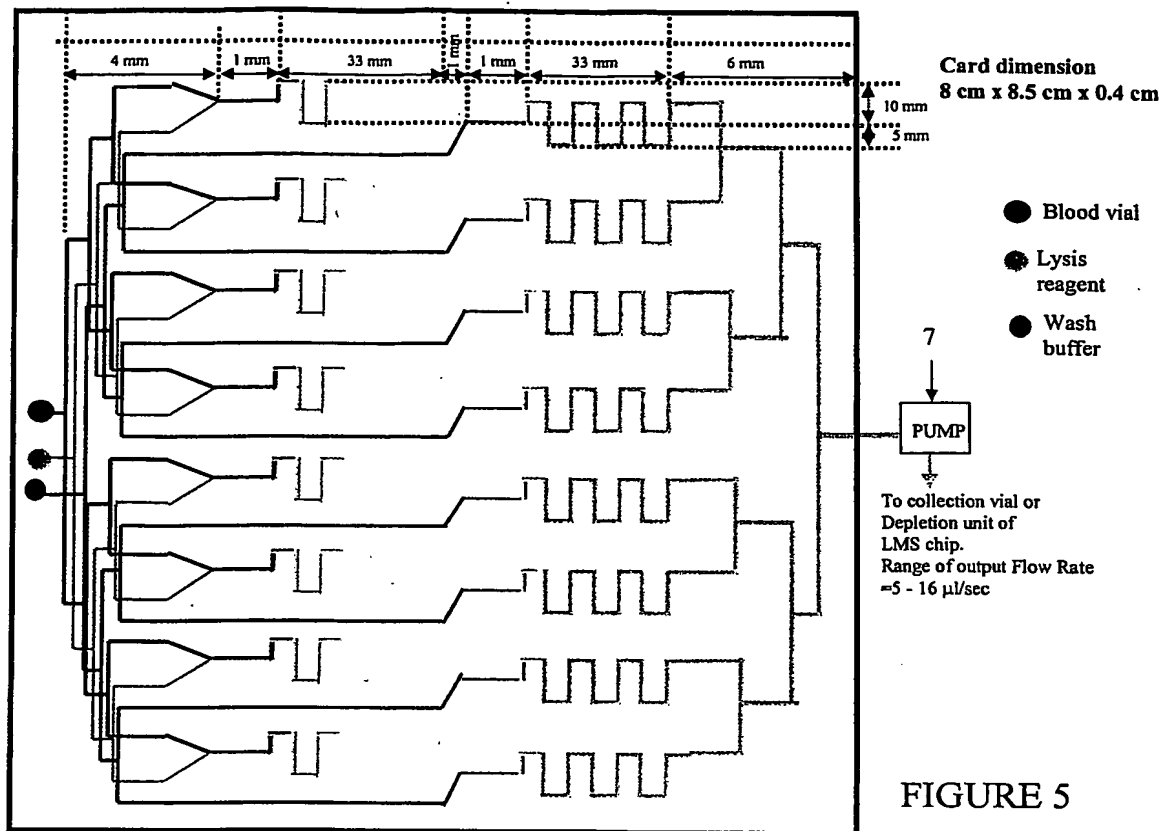 4 mm
1 mm
33 mm
1 mm
1 mm
33 mm
6 mm
10 mm
5 mm
Card dimension
8 cm x 8.5 cm x 0.4 cm
Blood vial
Lysis
reagent
Wash
buffer
7
PUMP
To collection vial or
Depletion unit of
LMS chip.
Range of output Flow Rate
=5 - 16 µl/sec
FIGURE 5